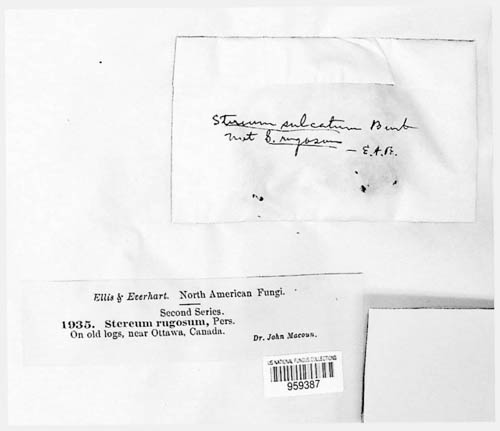 Stereum sulcatum Burt
not S. rugosum
— E.A.B.
Ellis & Everhart. North American Fungi.
Second Series.
1935. Stereum rugosum, Pers.
On old logs, near Ottawa, Canada.
Dr. John Macoun.
US NATIONAL FUNGUS COLLECTIONS
959387